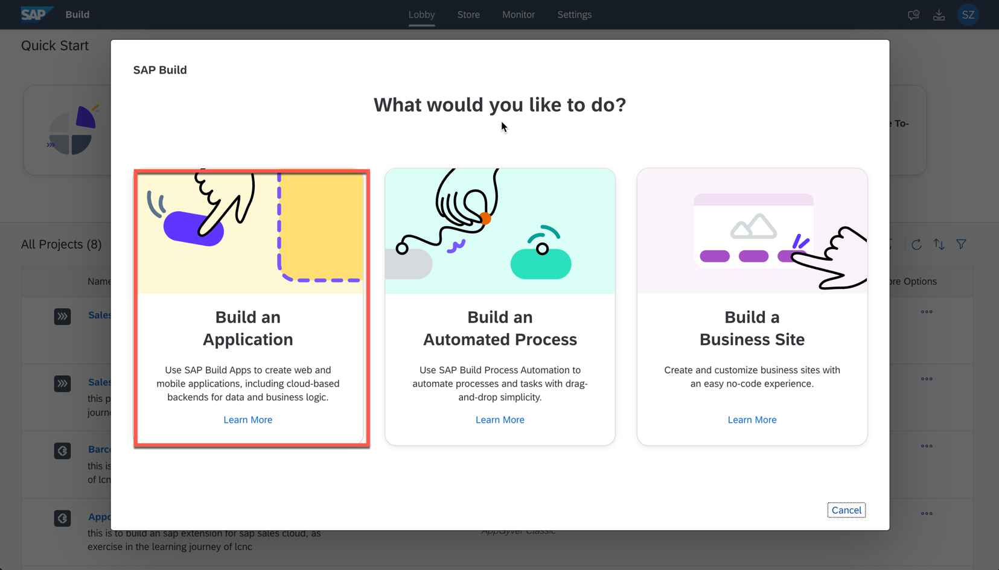 SAP Build
Lobby Store Monitor Settings
SZ
Quick Start
SAP Build
What would you like to do?
To-
Build an
Application
Use SAP Build Apps to create web and
mobile applications, including cloud-based
backends for data and business logic.
Learn More
Build an
Automated Process
Use SAP Build Process Automation to
automate processes and tasks with drag-
and-drop simplicity.
Learn More
Build a
Business Site
Create and customize business sites with
an easy no-code experience.
Learn More
Cancel
All Projects (8)
Name
Options
Sales
Sales
this p
journe
Barc
this is
of lcn
this is to build an sap extension for sap sales cloud, as
exercise in the learning journey of lcnc
AppGyver Classic